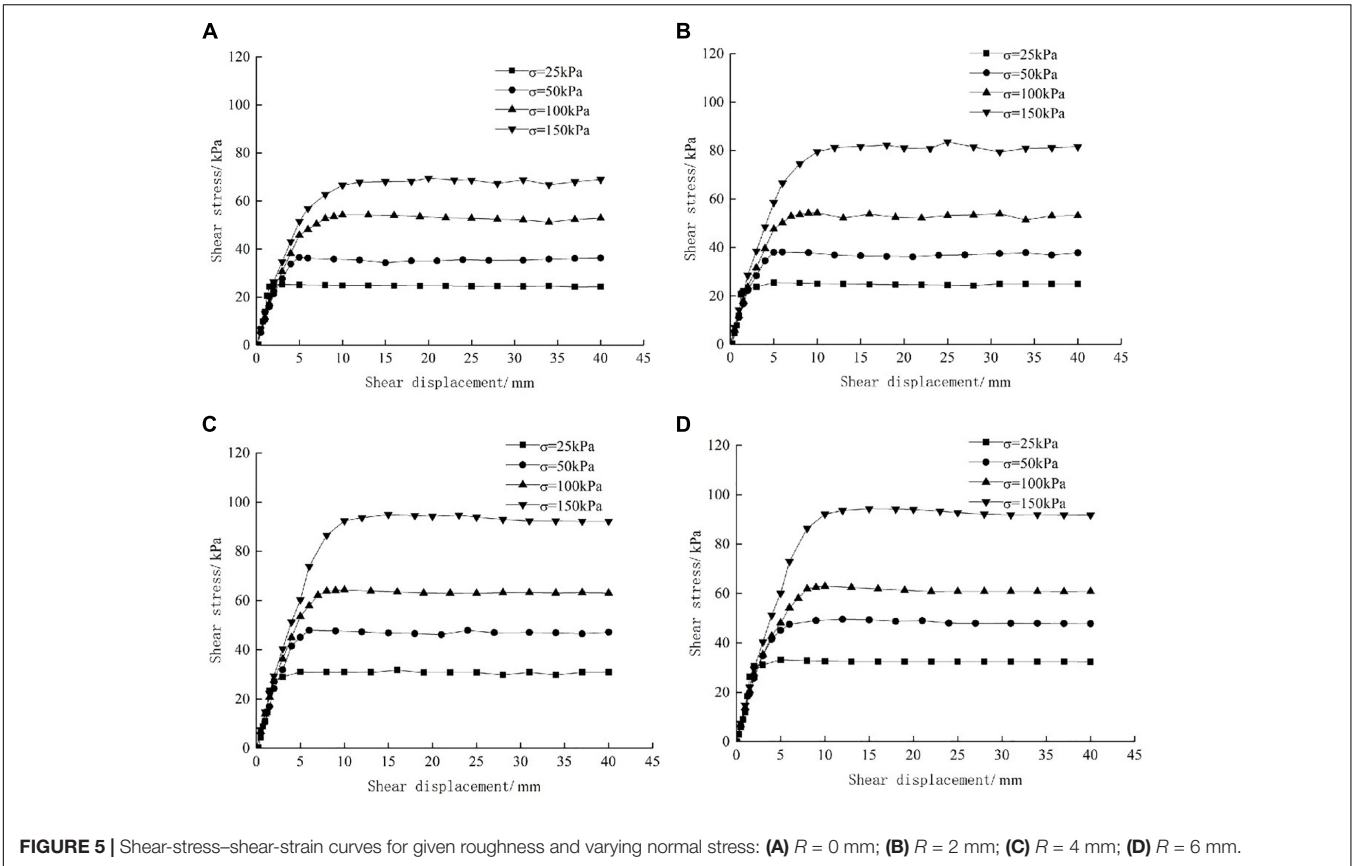 A
120
100
80
60
40
20
0
Shear stress/kPa
σ=25kPa
σ=50kPa
σ=100kPa
σ=150kPa
0 5 10 15 20 25 30 35 40 45
Shear displacement/mm
B
120
100
80
60
40
20
0
Shear stress/kPa
σ=25kPa
σ=50kPa
σ=100kPa
σ=150kPa
0 5 10 15 20 25 30 35 40 45
Shear displacement/mm
C
120
100
80
60
40
20
0
Shear stress/kPa
σ=25kPa
σ=50kPa
σ=100kPa
σ=150kPa
0 5 10 15 20 25 30 35 40 45
Shear displacement/mm
D
120
100
80
60
40
20
0
Shear stress/kPa
σ=25kPa
σ=50kPa
σ=100kPa
σ=150kPa
0 5 10 15 20 25 30 35 40 45
Shear displacement/mm
FIGURE 5 | Shear-stress–shear-strain curves for given roughness and varying normal stress: (A) R = 0 mm; (B) R = 2 mm; (C) R = 4 mm; (D) R = 6 mm.